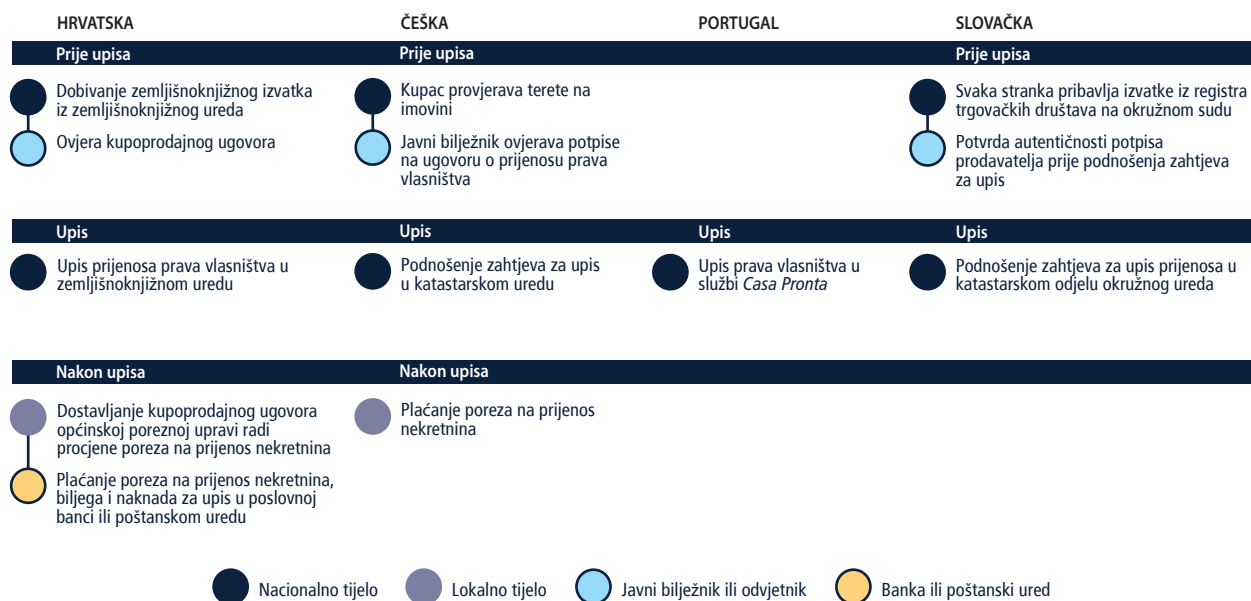 HRVATSKA
ČEŠKA
PORTUGAL
SLOVAČKA
Prije upisa
Prije upisa
Prije upisa
Dobivanje zemljišnoknjižnog izvatka
iz zemljišnoknjižnog ureda
Ovjera kupoprodajnog ugovora
Kupac provjerava terete na
imovini
Javni bilježnik ovjerava potpise
na ugovoru o prijenosu prava
vlasništva
Svaka stranka pribavlja izvatke iz registra
trgovačkih društava na okružnom sudu
Potvrda autentičnosti potpisa
prodavatelja prije podnošenja zahtjeva
za upis
Upis
Upis
Upis
Upis
Upis prijenosa prava vlasništva u
zemljišnoknjižnom uredu
Podnošenje zahtjeva za upis
u katastarskom uredu
Upis prava vlasništva u
službi Casa Pronta
Podnošenje zahtjeva za upis prijenosa u
katastarskom odjelu okružnog ureda
Nakon upisa
Nakon upisa
Dostavljanje kupoprodajnog ugovora
općinskoj poreznoj upravi radi
procjene poreza na prijenos nekretnina
Plaćanje poreza na prijenos nekretnina,
biljega i naknada za upis u poslovnoj
banci ili poštanskom uredu
Plaćanje poreza na prijenos
nekretnina
Nacionalno tijelo
Lokalno tijelo
Javni bilježnik ili odvjetnik
Banka ili poštanski ured